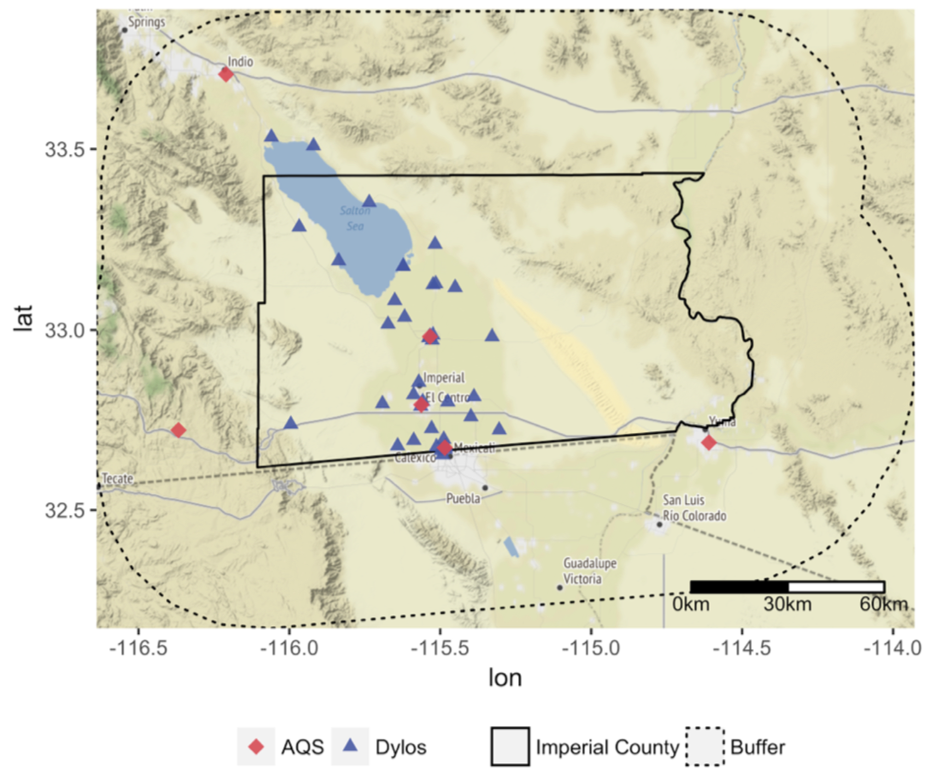 Springs
Indio
33.5
Salton
Sea
33.0
lat
Imperial
El Centro
Yuma
Mexicali
Calexico
Tecate
Puebla
32.5
San Luis
Río Colorado
Guadalupe
Victoria
0km 30km 60km
-116.5 -116.0 -115.5 -115.0 -114.5 -114.0
lon
AQS Dylos Imperial County Buffer